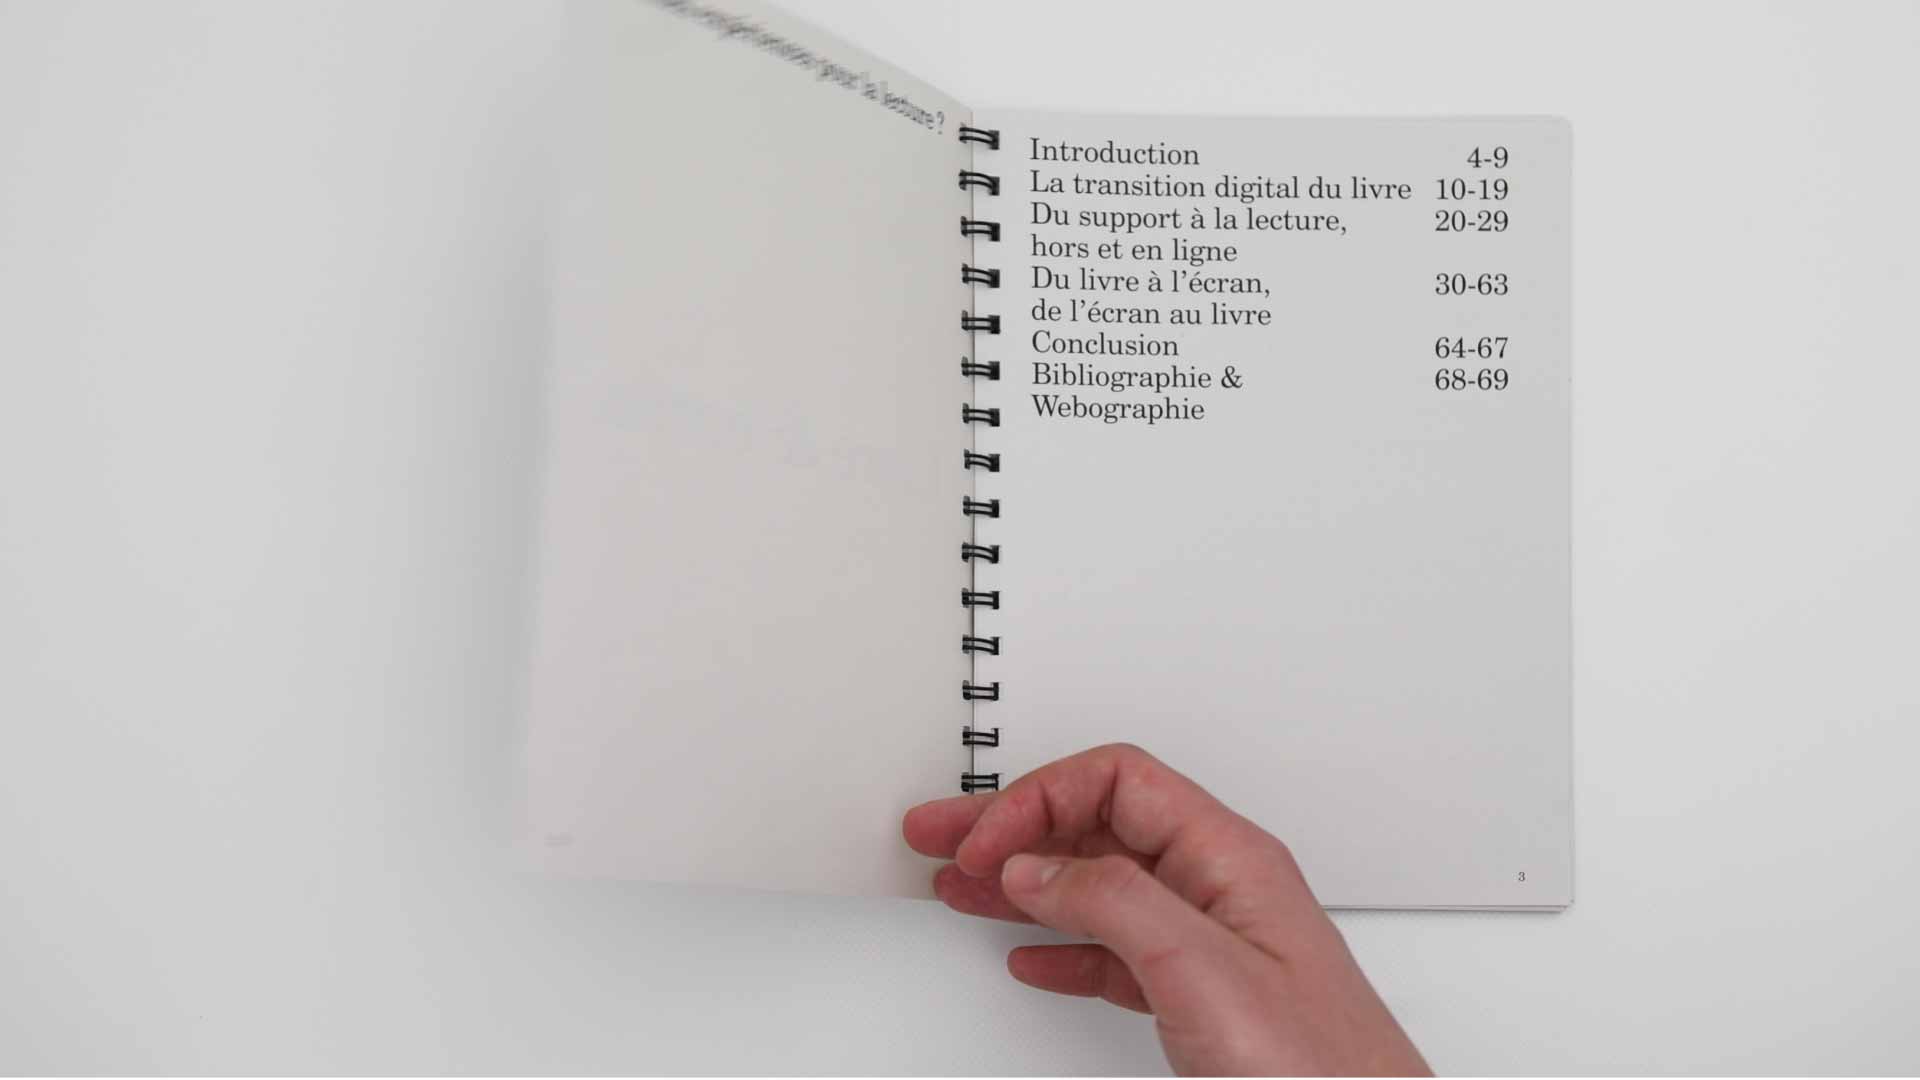 la lecture ?
Introduction 4-9
La transition digital du livre 10-19
Du support à la lecture, 20-29
hors et en ligne
Du livre à l’écran, 30-63
de l’écran au livre
Conclusion 64-67
Bibliographie & 68-69
Webographie
3